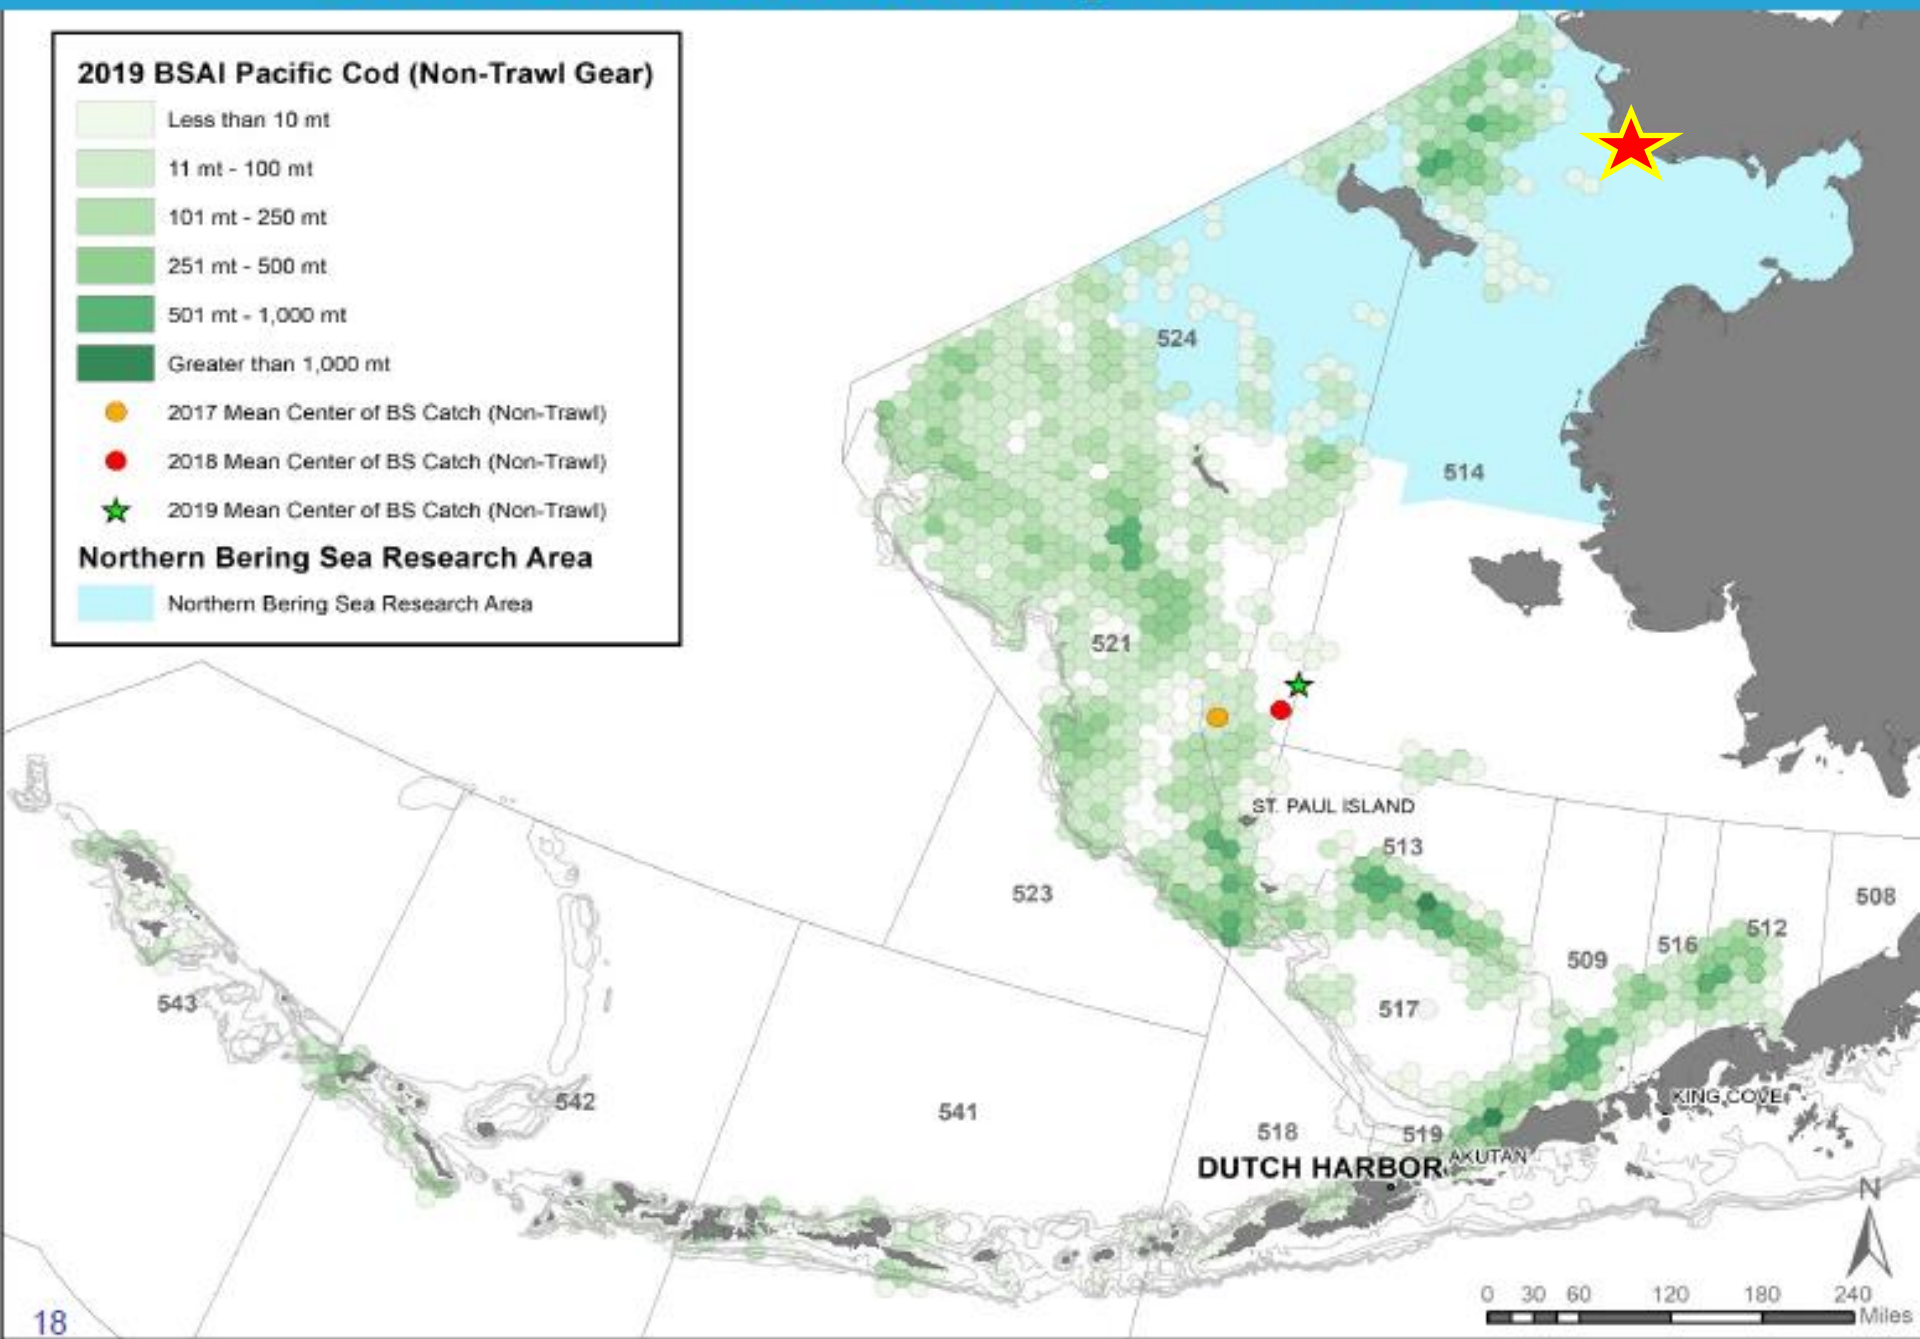 2019 BSAI Pacific Cod (Non-Trawl Gear)
Less than 10 mt
11 mt - 100 mt
101 mt - 250 mt
251 mt - 500 mt
501 mt - 1,000 mt
Greater than 1,000 mt
2017 Mean Center of BS Catch (Non-Trawl)
2018 Mean Center of BS Catch (Non-Trawl)
2019 Mean Center of BS Catch (Non-Trawl)
Northern Bering Sea Research Area
Northern Bering Sea Research Area
524
514
521
ST. PAUL ISLAND
513
523
508
512
516
509
543
517
542
541
518
519
KING COVE
DUTCH HARBOR
AKUTAN
N
0 30 60 120 180 240
Miles
18